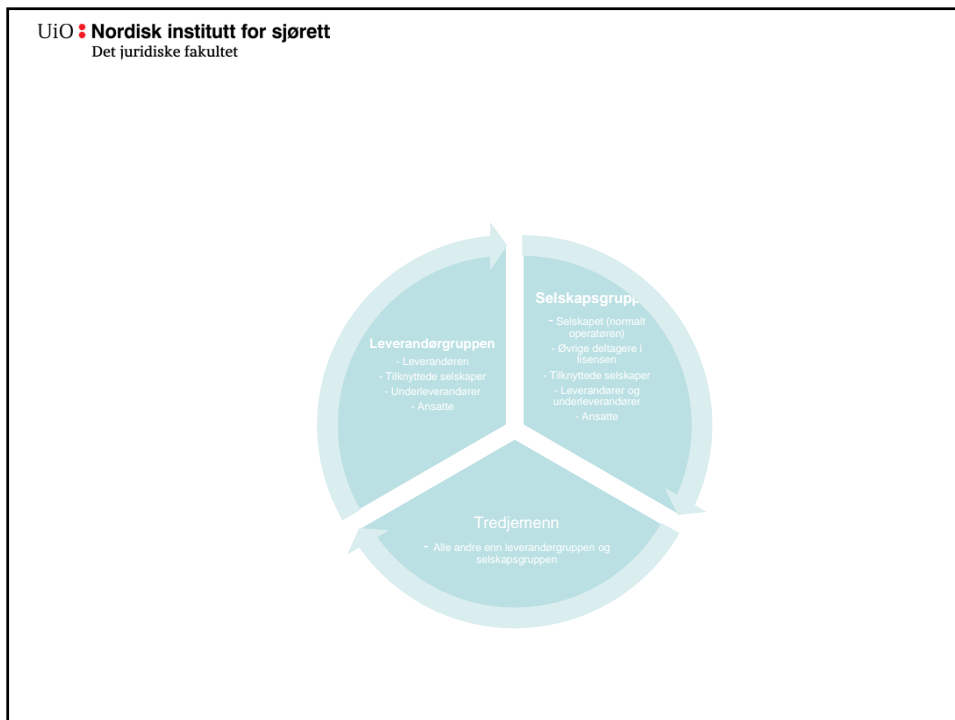 UiO Nordisk institutt for sjørett
Det juridiske fakultet
Leverandørgruppen
- Leverandøren
- Tilknyttede selskaper
- Underleverandører
- Ansatte
Selskapsgrupp
- Selskapet (normalt
operatøren)
- Øvrige deltagere i
lisensen
- Tilknyttede selskaper
- Leverandører og
underleverandører
- Ansatte
Tredjemenn
- Alle andre enn leverandørgruppen og
selskapsgruppen